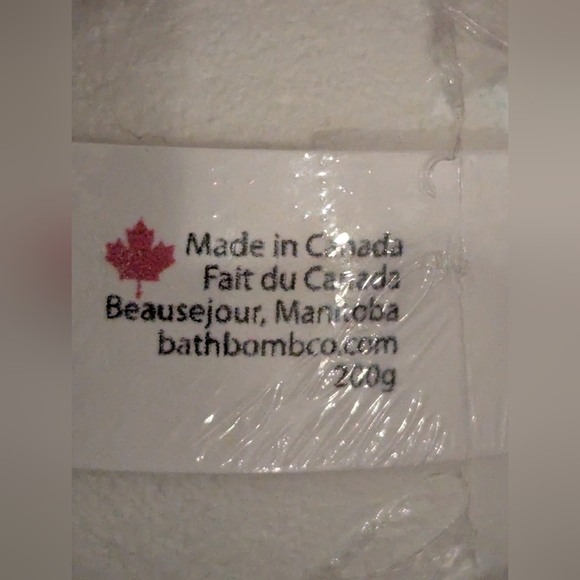 Made in Canada
Fait du Canada
Beausejour, Manitoba
bathbombco.com
200g